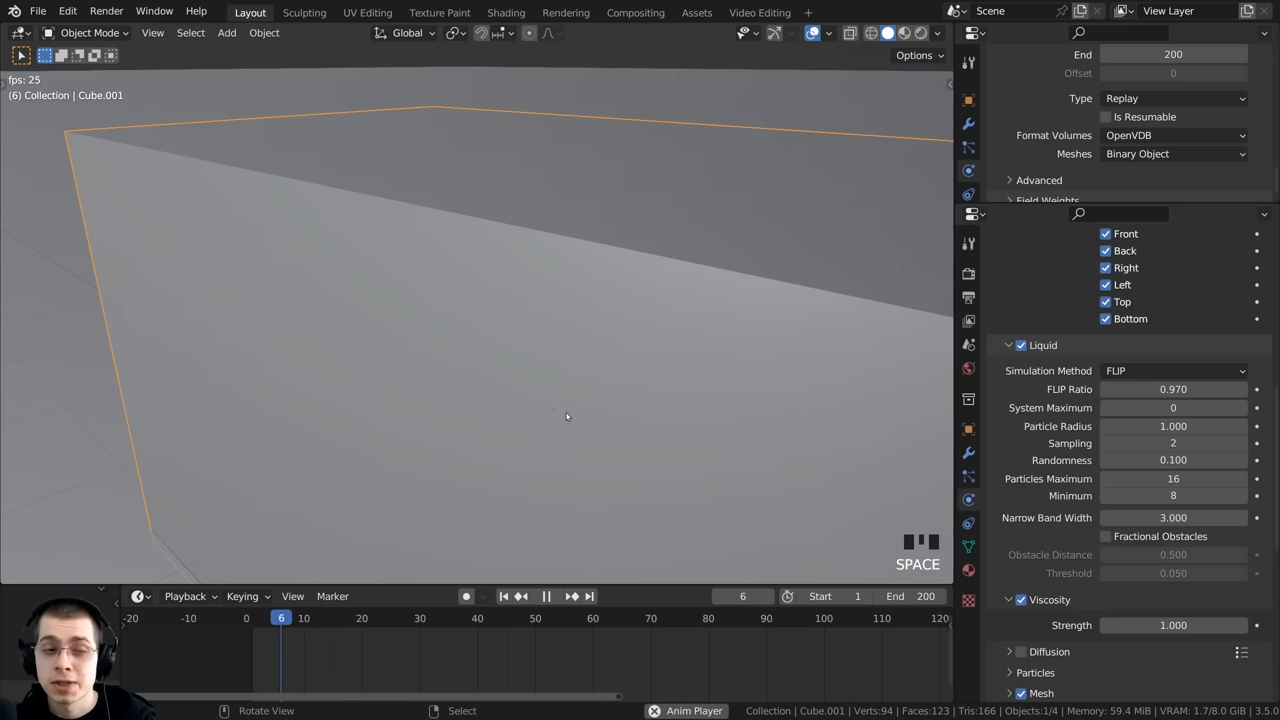 File Edit Render Window Help Layout Sculpting UV Editing Texture Paint Shading Rendering Compositing Assets Video Editing + Scene View Layer
Object Mode View Select Add Object Global
Options
fps: 25
(6) Collection | Cube.001
End 200
Offset 0
Type Replay
Is Resumable
Format Volumes OpenVDB
Meshes Binary Object
Advanced
Field Weights
Front
Back
Right
Left
Top
Bottom
Liquid
Simulation Method FLIP
FLIP Ratio 0.970
System Maximum 0
Particle Radius 1.000
Sampling 2
Randomness 0.100
Particles Maximum 16
Minimum 8
Narrow Band Width 3.000
Fractional Obstacles
Obstacle Distance 0.500
Threshold 0.050
Viscosity
Strength 1.000
Diffusion
Particles
Mesh
SPACE
Playback Keying View Marker 6 Start 1 End 200
-20 -10 0 6 10 20 30 40 50 60 70 80 90 100 110 120
Rotate View Select Anim Player Collection | Cube.001 | Verts:94 | Faces:123 | Tris:166 | Objects:1/4 | Memory: 59.4 MiB | VRAM: 1.7/8.0 GiB | 3.5.0